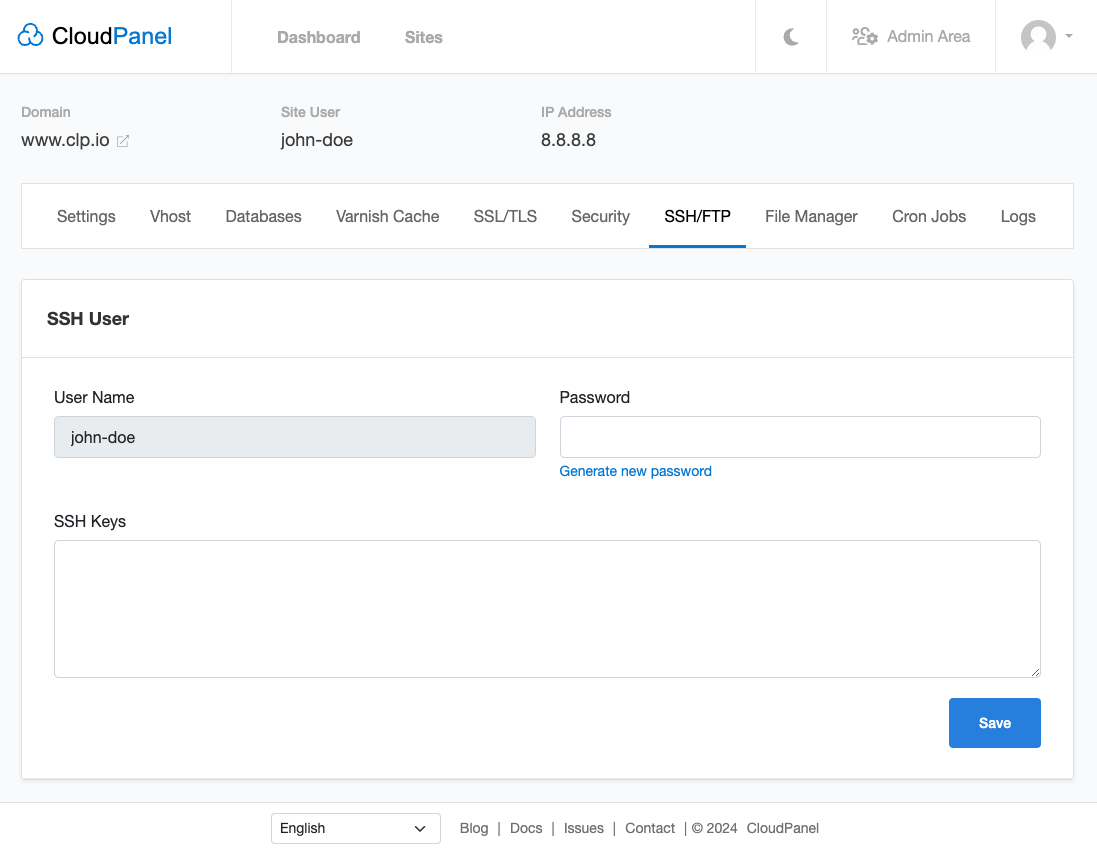 CloudPanel Dashboard Sites Admin Area
Domain Site User IP Address
www.clp.io john-doe 8.8.8.8
Settings Vhost Databases Varnish Cache SSL/TLS Security SSH/FTP File Manager Cron Jobs Logs
SSH User
User Name Password
john-doe
Generate new password
SSH Keys
Save
English Blog | Docs | Issues | Contact | © 2024 CloudPanel